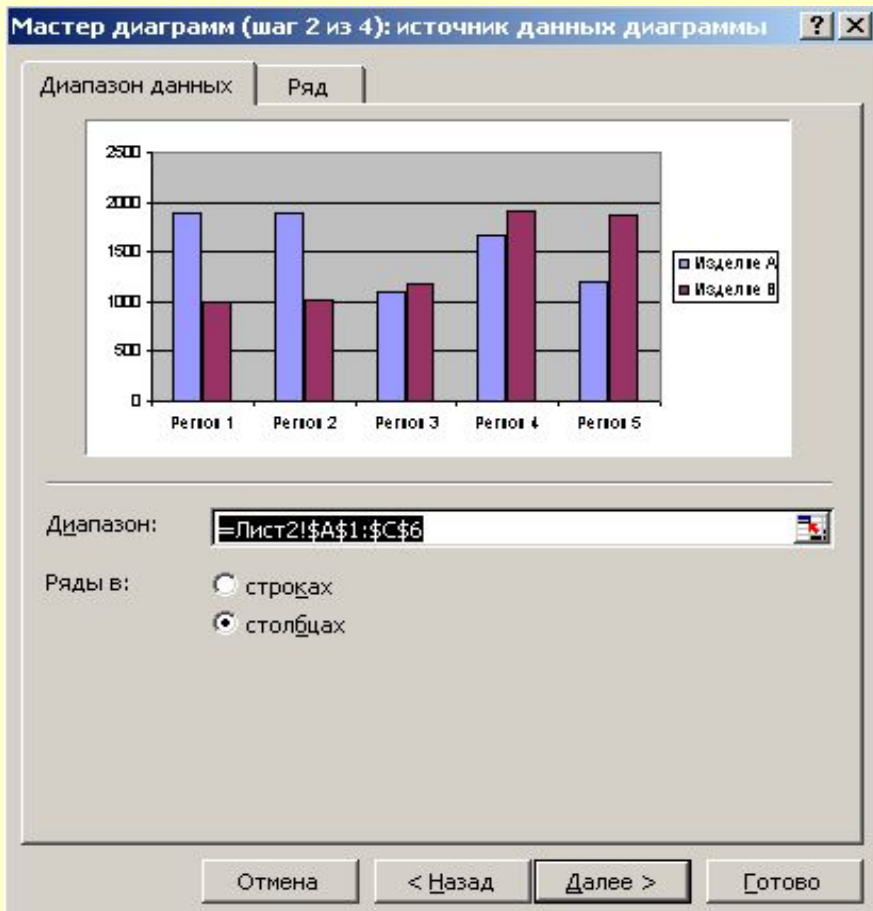 Мастер диаграмм (шаг 2 из 4): источник данных диаграммы
Диапазон данных
Ряд
2500
2000
1500
1000
500
0
Регион 1 Регион 2 Регион 3 Регион 4 Регион 5
Изделие A
Изделие B
Диапазон:
=Лист2!$A$1:$C$6
Ряды в:
строках
столбцах
Отмена
< Назад
Далее >
Готово